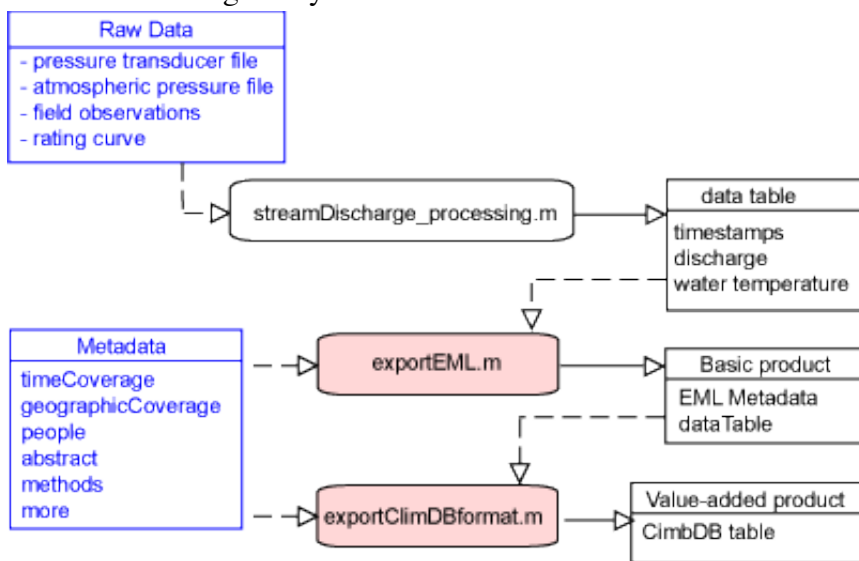 Raw Data
- pressure transducer file
- atmospheric pressure file
- field observations
- rating curve
streamDischarge_processing.m
data table
timestamps
discharge
water temperature
Metadata
timeCoverage
geographicCoverage
people
abstract
methods
more
exportEML.m
Basic product
EML Metadata
dataTable
exportClimDBformat.m
Value-added product
CimbDB table